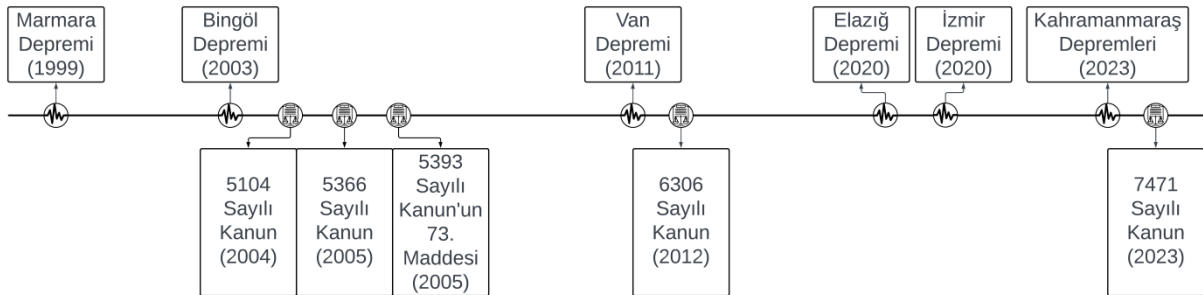 Marmara
Depremi
(1999)
Bingöl
Depremi
(2003)
Van
Depremi
(2011)
Elazığ
Depremi
(2020)
İzmir
Depremi
(2020)
Kahramanmaraş
Depremleri
(2023)
5104
Sayılı
Kanun
(2004)
5366
Sayılı
Kanun
(2005)
5393
Sayılı
Kanun'un
73.
Maddesi
(2005)
6306
Sayılı
Kanun
(2012)
7471
Sayılı
Kanun
(2023)